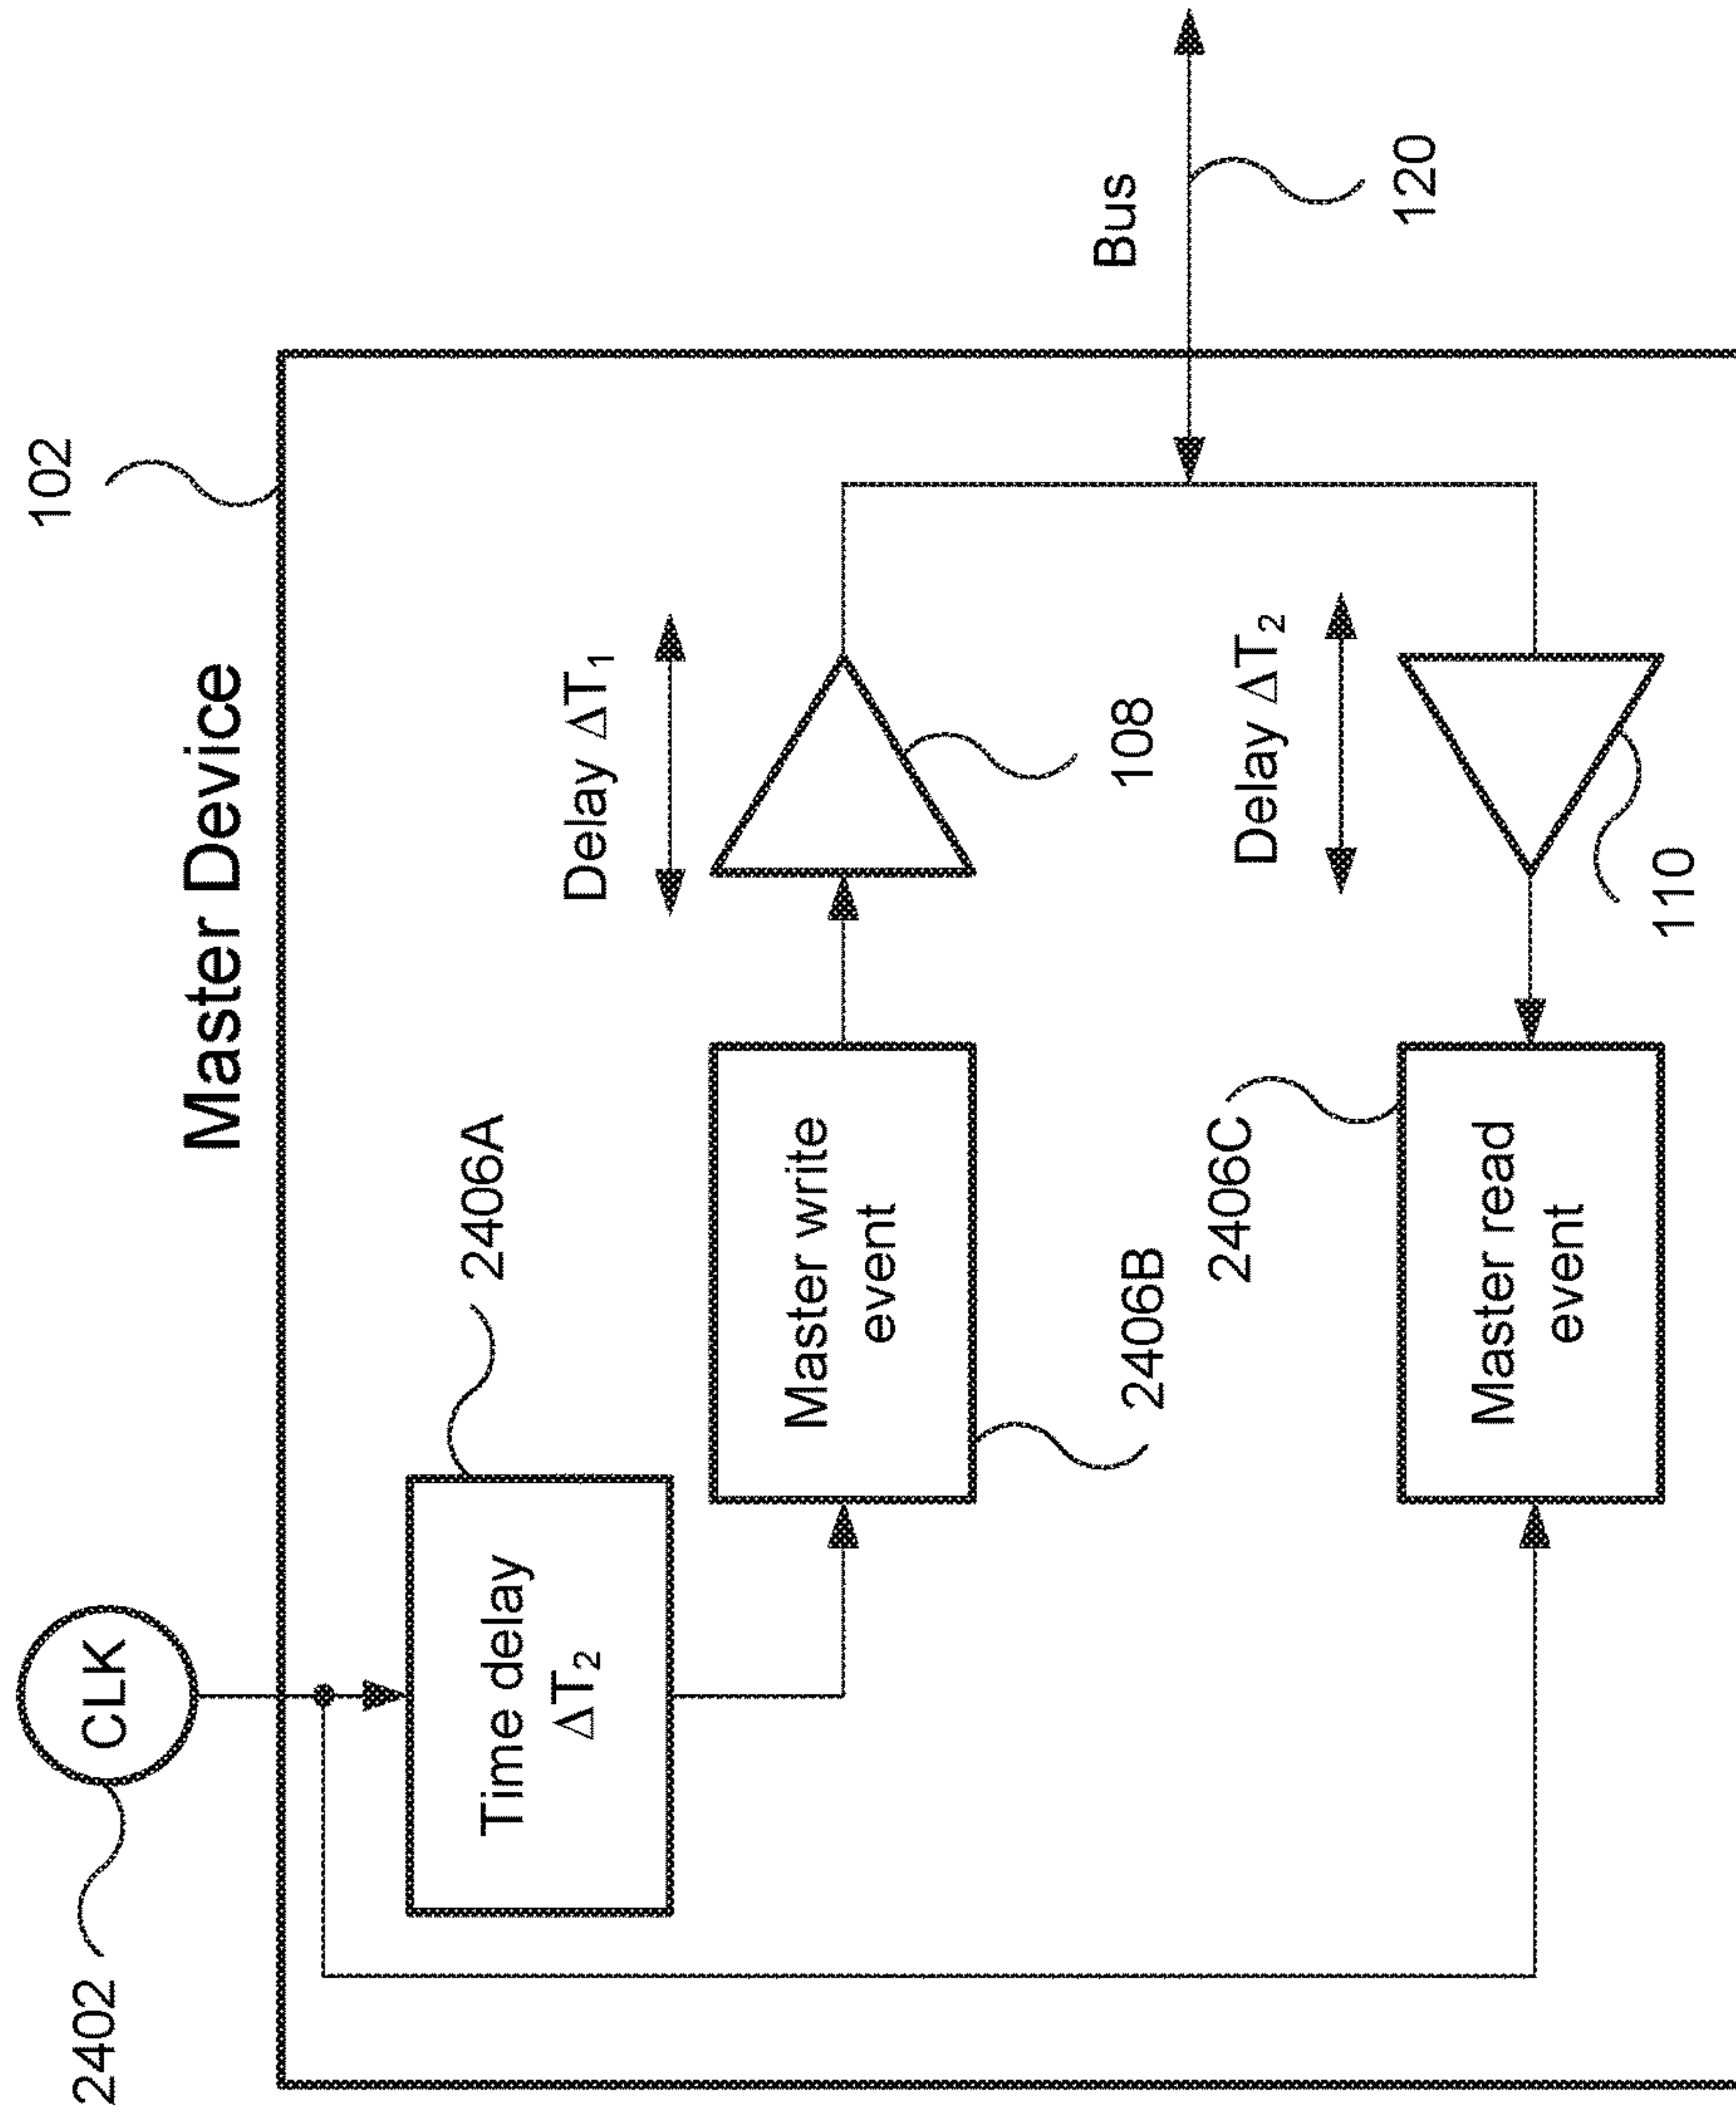 2402
CLK
Master Device
102
Time delay
ΔT₂
2406A
Master write
event
2406B
Delay ΔT₁
108
Bus
120
Master read
event
2406C
Delay ΔT₂
110